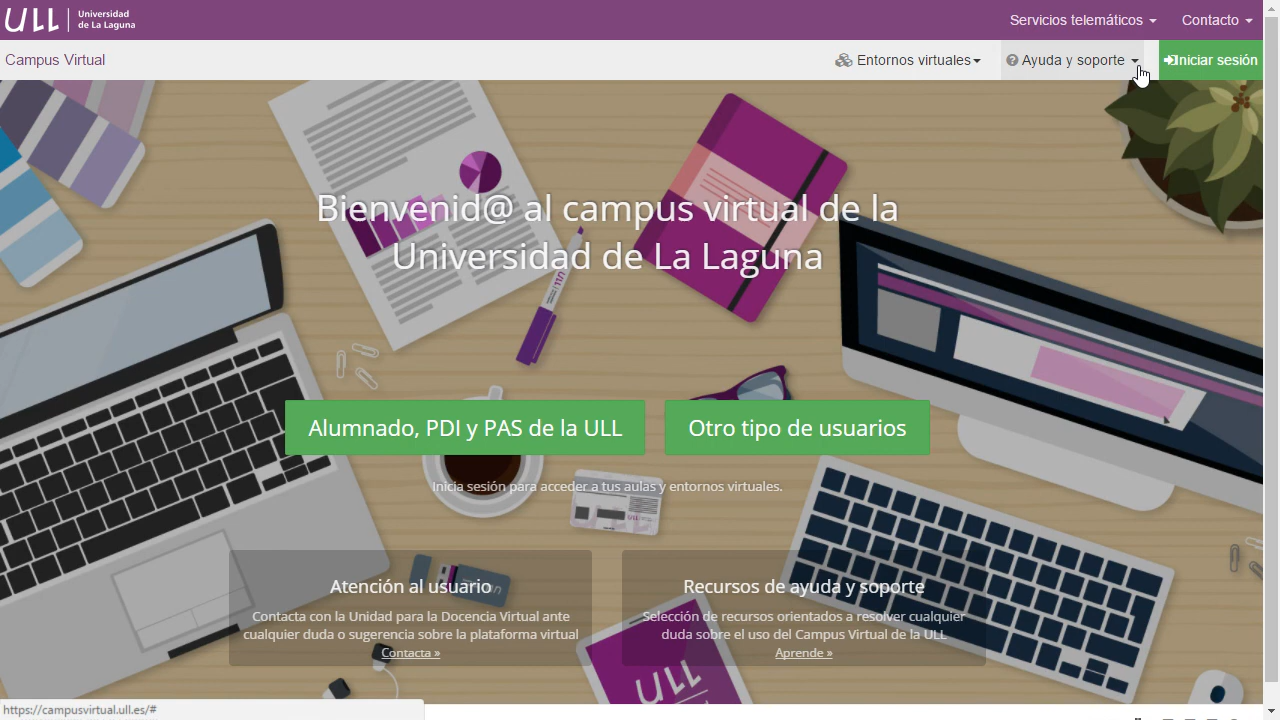 ULL Universidad de La Laguna
Servicios telemáticos
Contacto
Campus Virtual
Entornos virtuales
Ayuda y soporte
Iniciar sesión
Bienvenid@ al campus virtual de la
Universidad de La Laguna
Alumnado, PDI y PAS de la ULL
Otro tipo de usuarios
Inicia sesión para acceder a tus aulas y entornos virtuales.
Atención al usuario
Contacta con la Unidad para la Docencia Virtual ante
cualquier duda o sugerencia sobre la plataforma virtual
Contacta »
Recursos de ayuda y soporte
Selección de recursos orientados a resolver cualquier
duda sobre el uso del Campus Virtual de la ULL
Aprende »
ULL
ULL
ULL
https://campusvirtual.ull.es/#